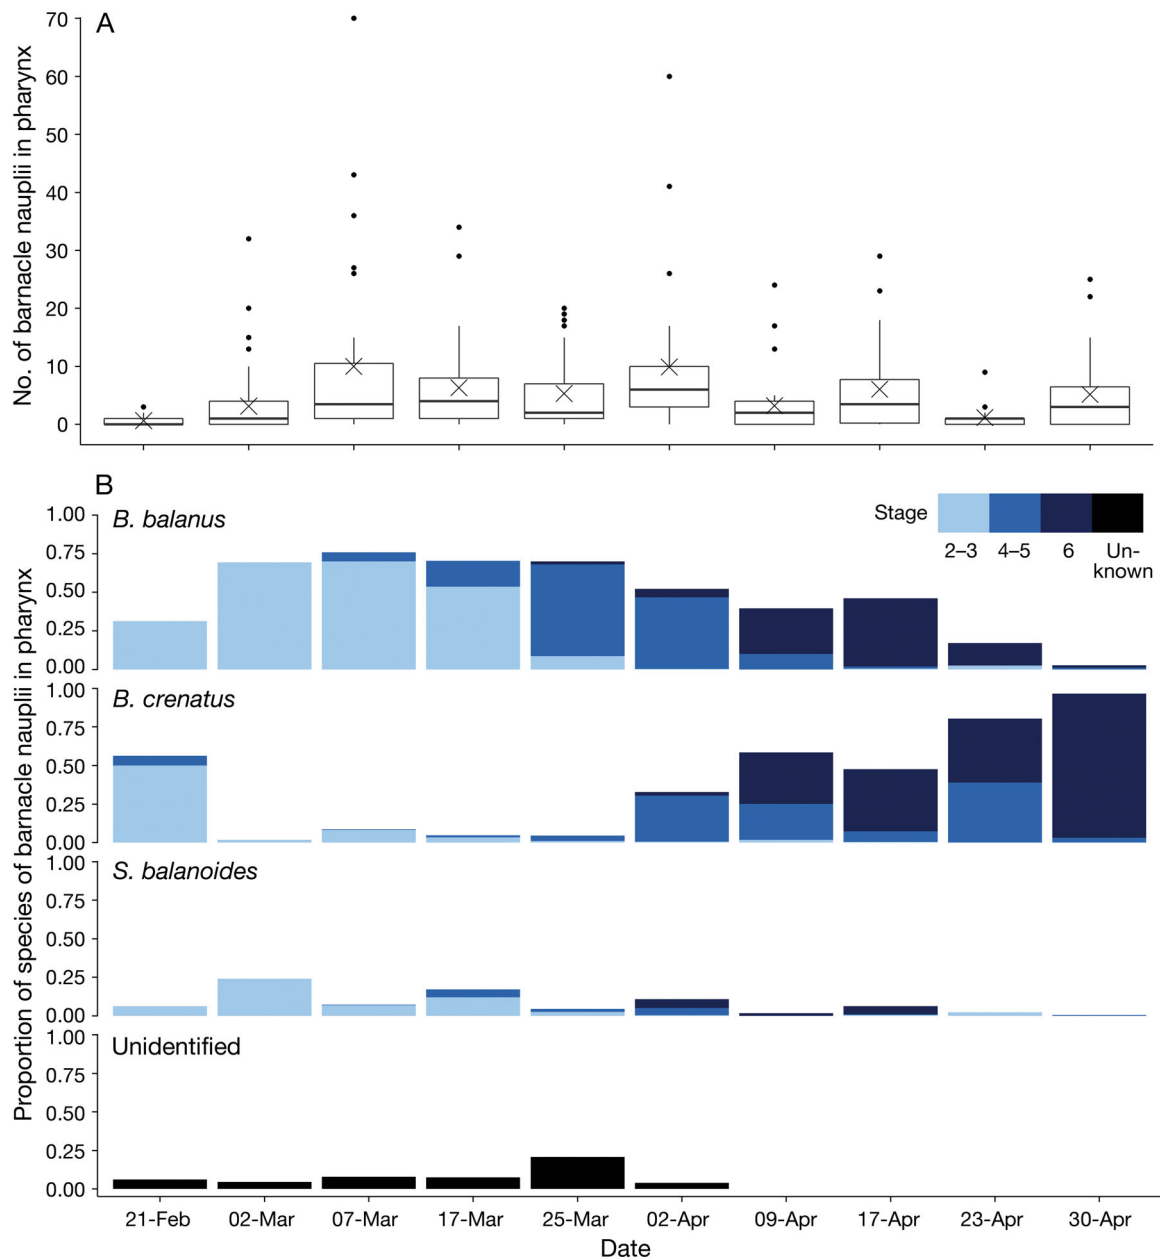 A
No. of barnacle nauplii in pharynx
70
60
50
40
30
20
10
0
B
Proportion of species of barnacle nauplii in pharynx
Stage
2–3 4–5 6 Un-
known
B. balanus
1.00
0.75
0.50
0.25
0.00
B. crenatus
1.00
0.75
0.50
0.25
0.00
S. balanoides
1.00
0.75
0.50
0.25
0.00
Unidentified
1.00
0.75
0.50
0.25
0.00
21-Feb 02-Mar 07-Mar 17-Mar 25-Mar 02-Apr 09-Apr 17-Apr 23-Apr 30-Apr
Date